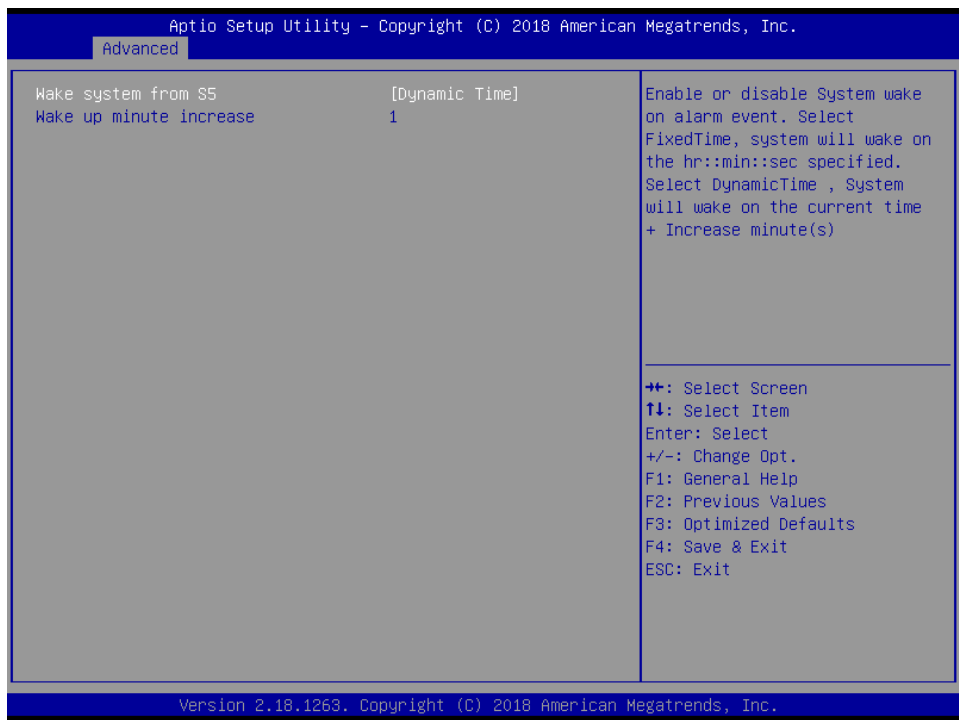 Aptio Setup Utility – Copyright (C) 2018 American Megatrends, Inc.
Advanced
Wake system from S5 [Dynamic Time]
Wake up minute increase 1
Enable or disable System wake
on alarm event. Select
FixedTime, system will wake on
the hr::min::sec specified.
Select DynamicTime , System
will wake on the current time
+ Increase minute(s)
→←: Select Screen
↑↓: Select Item
Enter: Select
+/-: Change Opt.
F1: General Help
F2: Previous Values
F3: Optimized Defaults
F4: Save & Exit
ESC: Exit
Version 2.18.1263. Copyright (C) 2018 American Megatrends, Inc.